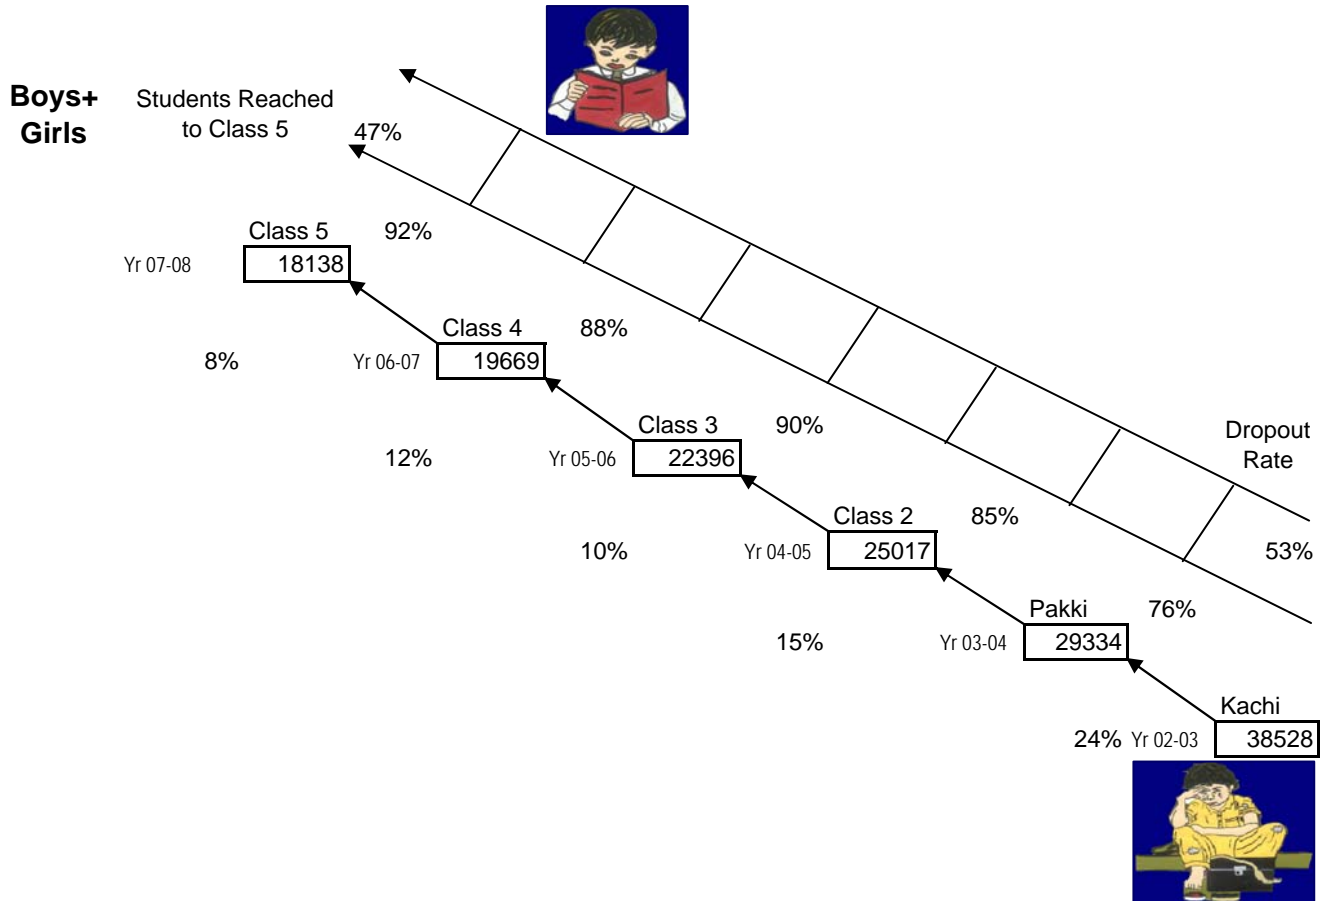 Boys+
Girls
Students Reached
to Class 5
47%
Class 5
92%
Yr 07-08
18138
Class 4
88%
8%
Yr 06-07
19669
Class 3
90%
Dropout
Rate
12%
Yr 05-06
22396
Class 2
85%
10%
Yr 04-05
25017
53%
Pakki
76%
15%
Yr 03-04
29334
Kachi
24%
Yr 02-03
38528